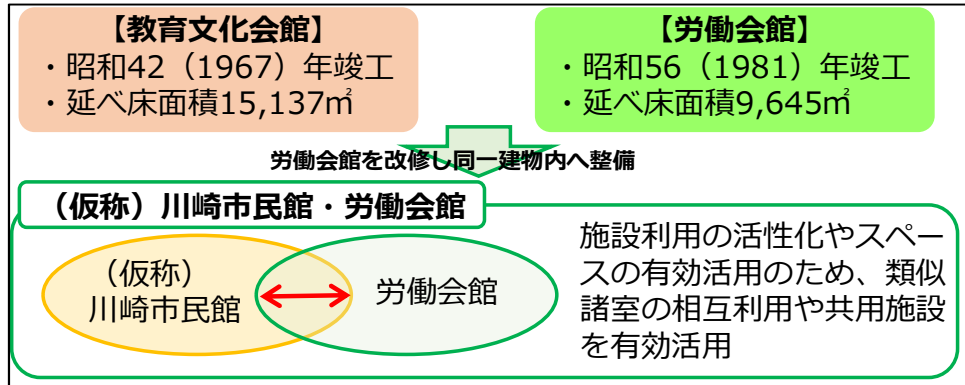 【教育文化会館】
・昭和42（1967）年竣工
・延べ床面積15,137㎡
【労働会館】
・昭和56（1981）年竣工
・延べ床面積9,645㎡
労働会館を改修し同一建物内へ整備
（仮称）川崎市民館・労働会館
（仮称）
川崎市民館
労働会館
施設利用の活性化やスペー
スの有効活用のため、類似
諸室の相互利用や共用施設
を有効活用